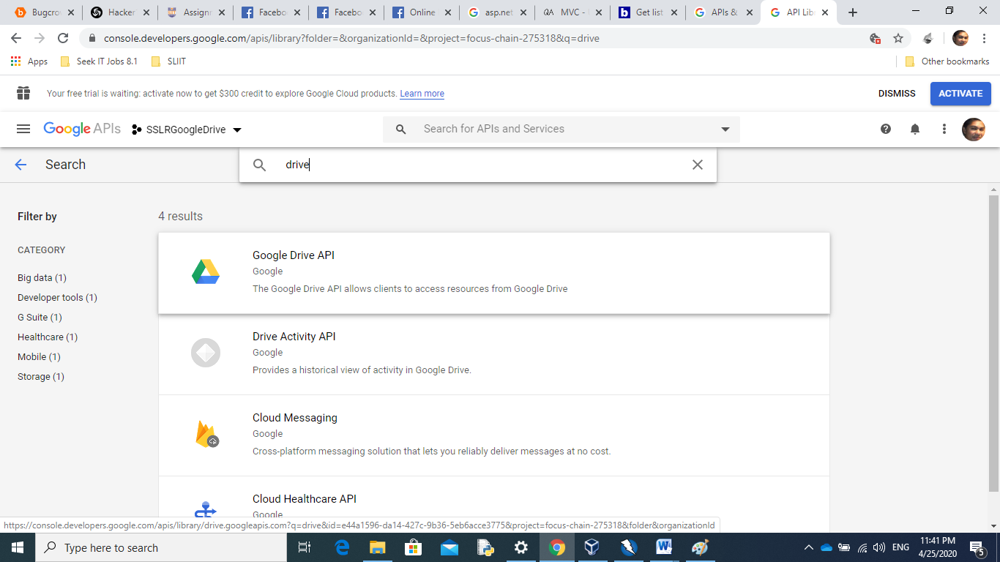 Bugcro
Hacker
Assignr
Facebo
Facebo
Online
asp.net
QA MVC -
Get list
APIs &
API Lib
console.developers.google.com/apis/library?folder=&organizationId=&project=focus-chain-275318&q=drive
Apps
Seek IT Jobs 8.1
SLIIT
Other bookmarks
Your free trial is waiting: activate now to get $300 credit to explore Google Cloud products. Learn more
DISMISS
ACTIVATE
Google APIs
SSLRGoogleDrive
Search for APIs and Services
Search
drive
Filter by
4 results
CATEGORY
Big data (1)
Developer tools (1)
G Suite (1)
Healthcare (1)
Mobile (1)
Storage (1)
Google Drive API
Google
The Google Drive API allows clients to access resources from Google Drive
Drive Activity API
Google
Provides a historical view of activity in Google Drive.
Cloud Messaging
Google
Cross-platform messaging solution that lets you reliably deliver messages at no cost.
Cloud Healthcare API
Google
https://console.developers.google.com/apis/library/drive.googleapis.com?q=drive&id=e44a1596-da14-427c-9b36-5eb6acce3775&project=focus-chain-275318&folder&organizationId
Type here to search
ENG
11:41 PM
4/25/2020
5